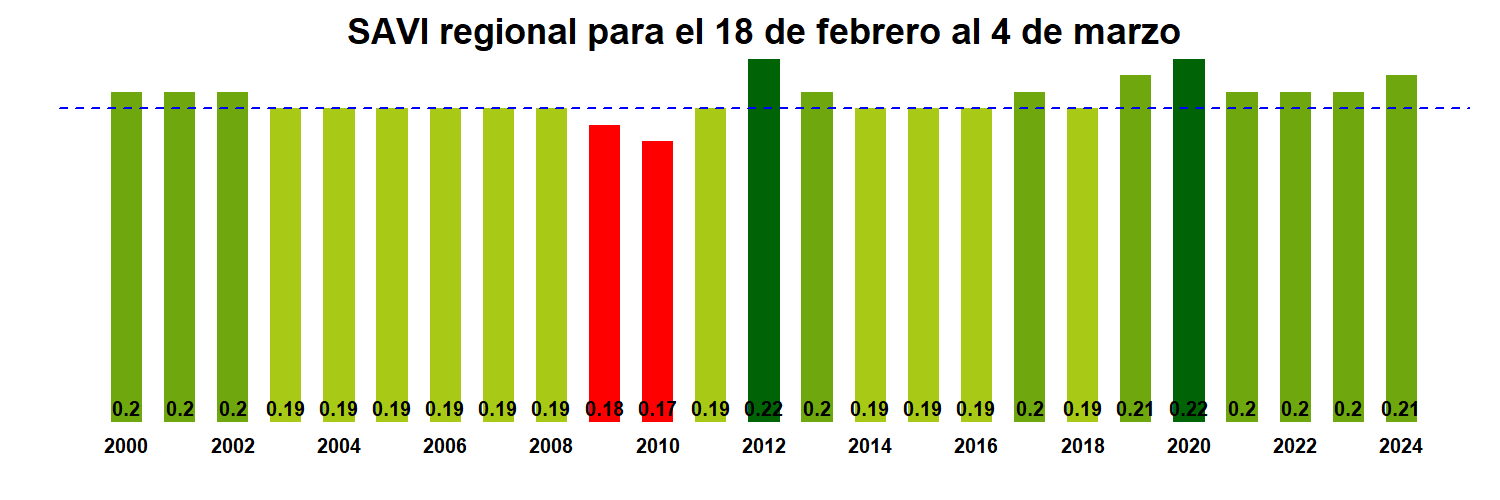 SAVI regional para el 18 de febrero al 4 de marzo
0.2 0.2 0.2 0.19 0.19 0.19 0.19 0.19 0.19 0.18 0.17 0.19 0.22 0.2 0.19 0.19 0.19 0.2 0.19 0.21 0.22 0.2 0.2 0.2 0.21
2000 2002 2004 2006 2008 2010 2012 2014 2016 2018 2020 2022 2024